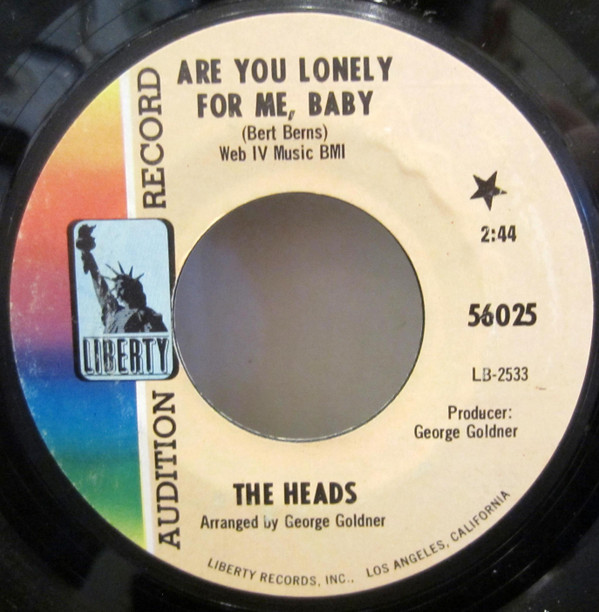 ARE YOU LONELY
FOR ME, BABY
(Bert Berns)
Web IV Music BMI
AUDITION RECORD
LIBERTY
2:44
56025
LB-2533
Producer:
George Goldner
THE HEADS
Arranged by George Goldner
LIBERTY RECORDS, INC., LOS ANGELES, CALIFORNIA